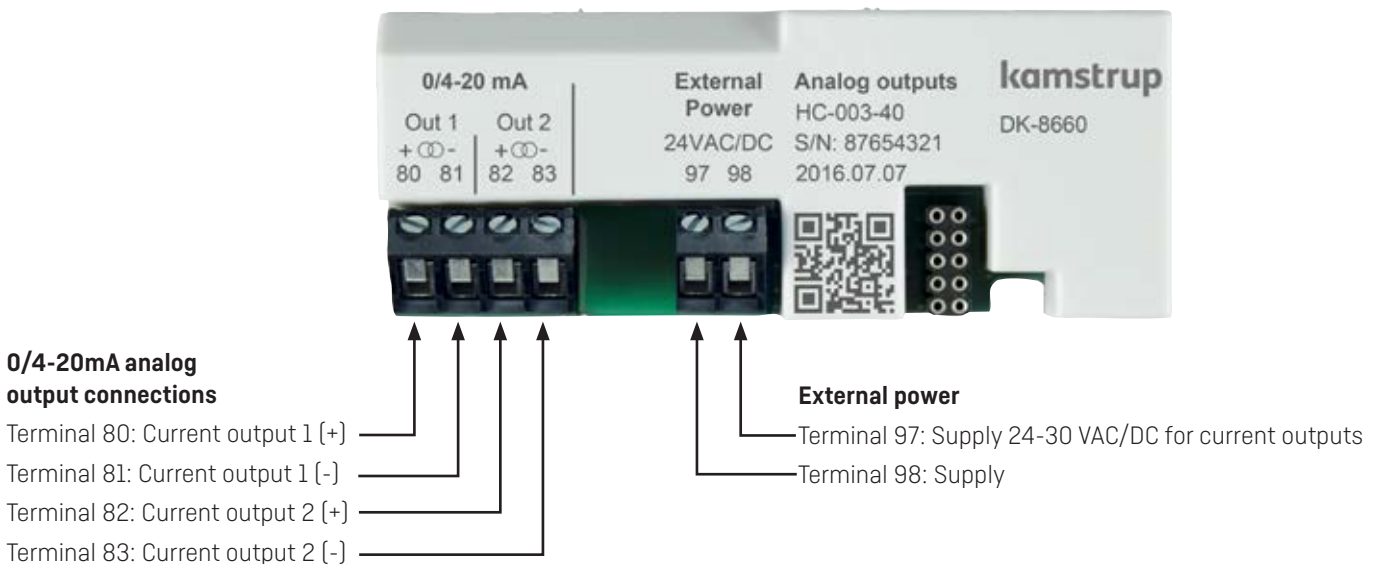 0/4-20 mA
Out 1 Out 2
+ - + -
80 81 82 83
External
Power
24VAC/DC
97 98
Analog outputs
HC-003-40
S/N: 87654321
2016.07.07
kamstrup
DK-8660
0/4-20mA analog
output connections
Terminal 80: Current output 1 (+)
Terminal 81: Current output 1 (-)
Terminal 82: Current output 2 (+)
Terminal 83: Current output 2 (-)
External power
Terminal 97: Supply 24-30 VAC/DC for current outputs
Terminal 98: Supply